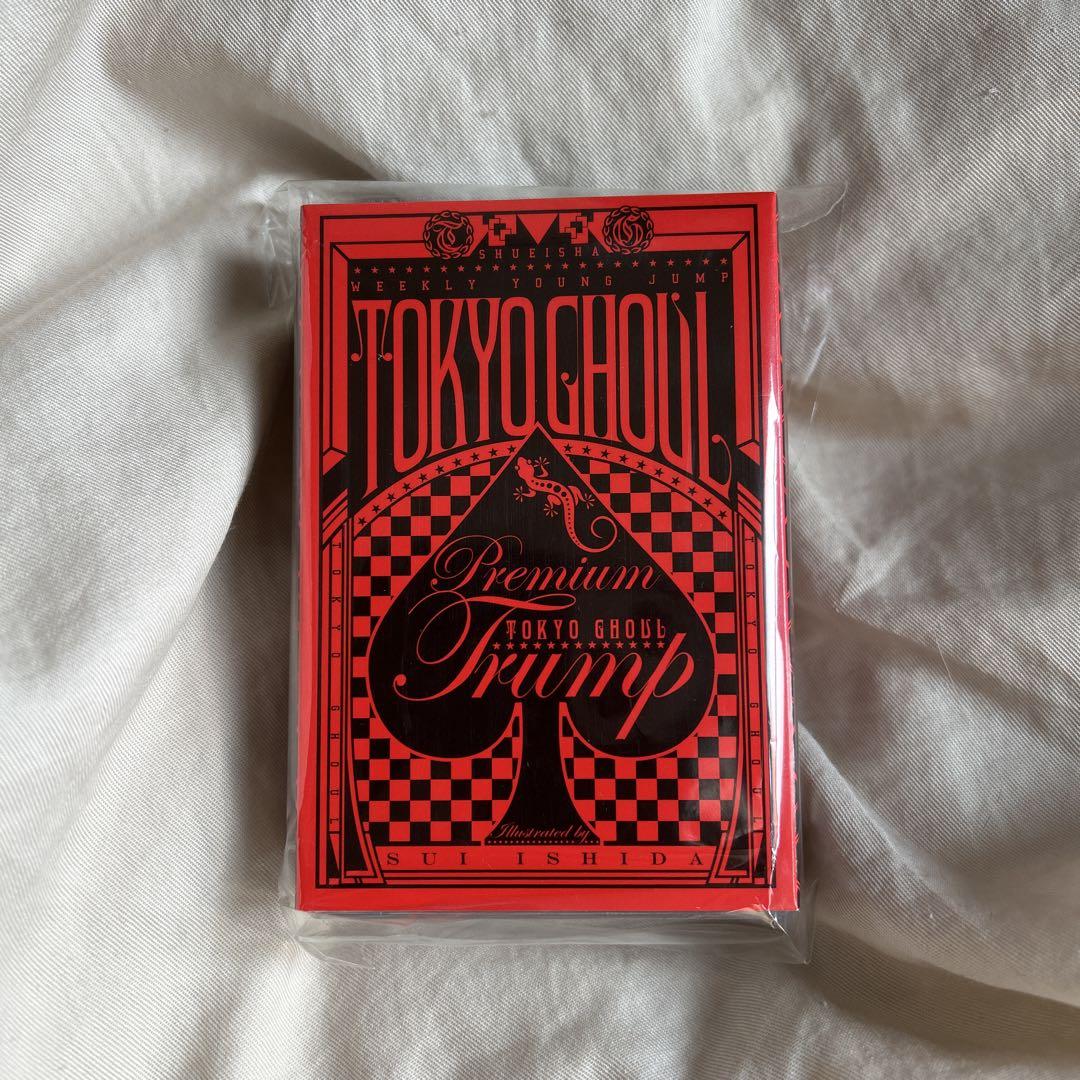 T G
SHUEISHA
WEEKLY YOUNG JUMP
TOKYO GHOUL
Premium
TOKYO GHOUL
Trump
TOKYO GHOUL
TOKYO GHOUL
Illustrated by
SUI ISHIDA